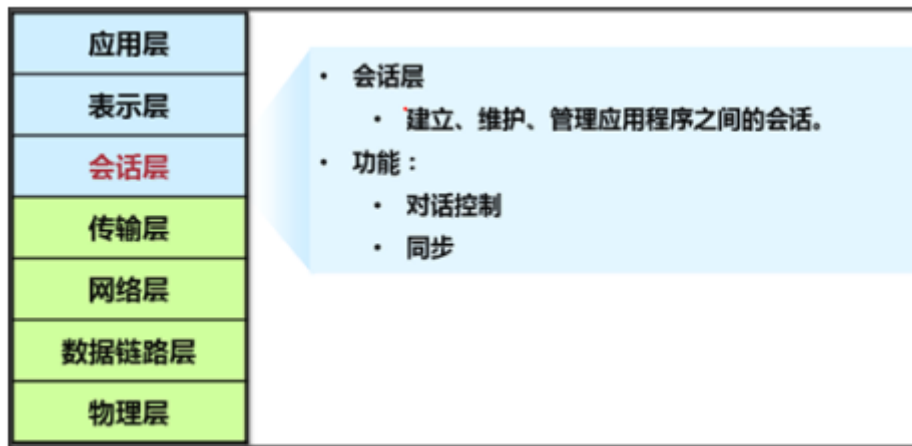 应用层
表示层
会话层
传输层
网络层
数据链路层
物理层
• 会话层
• 建立、维护、管理应用程序之间的会话。
• 功能：
• 对话控制
• 同步